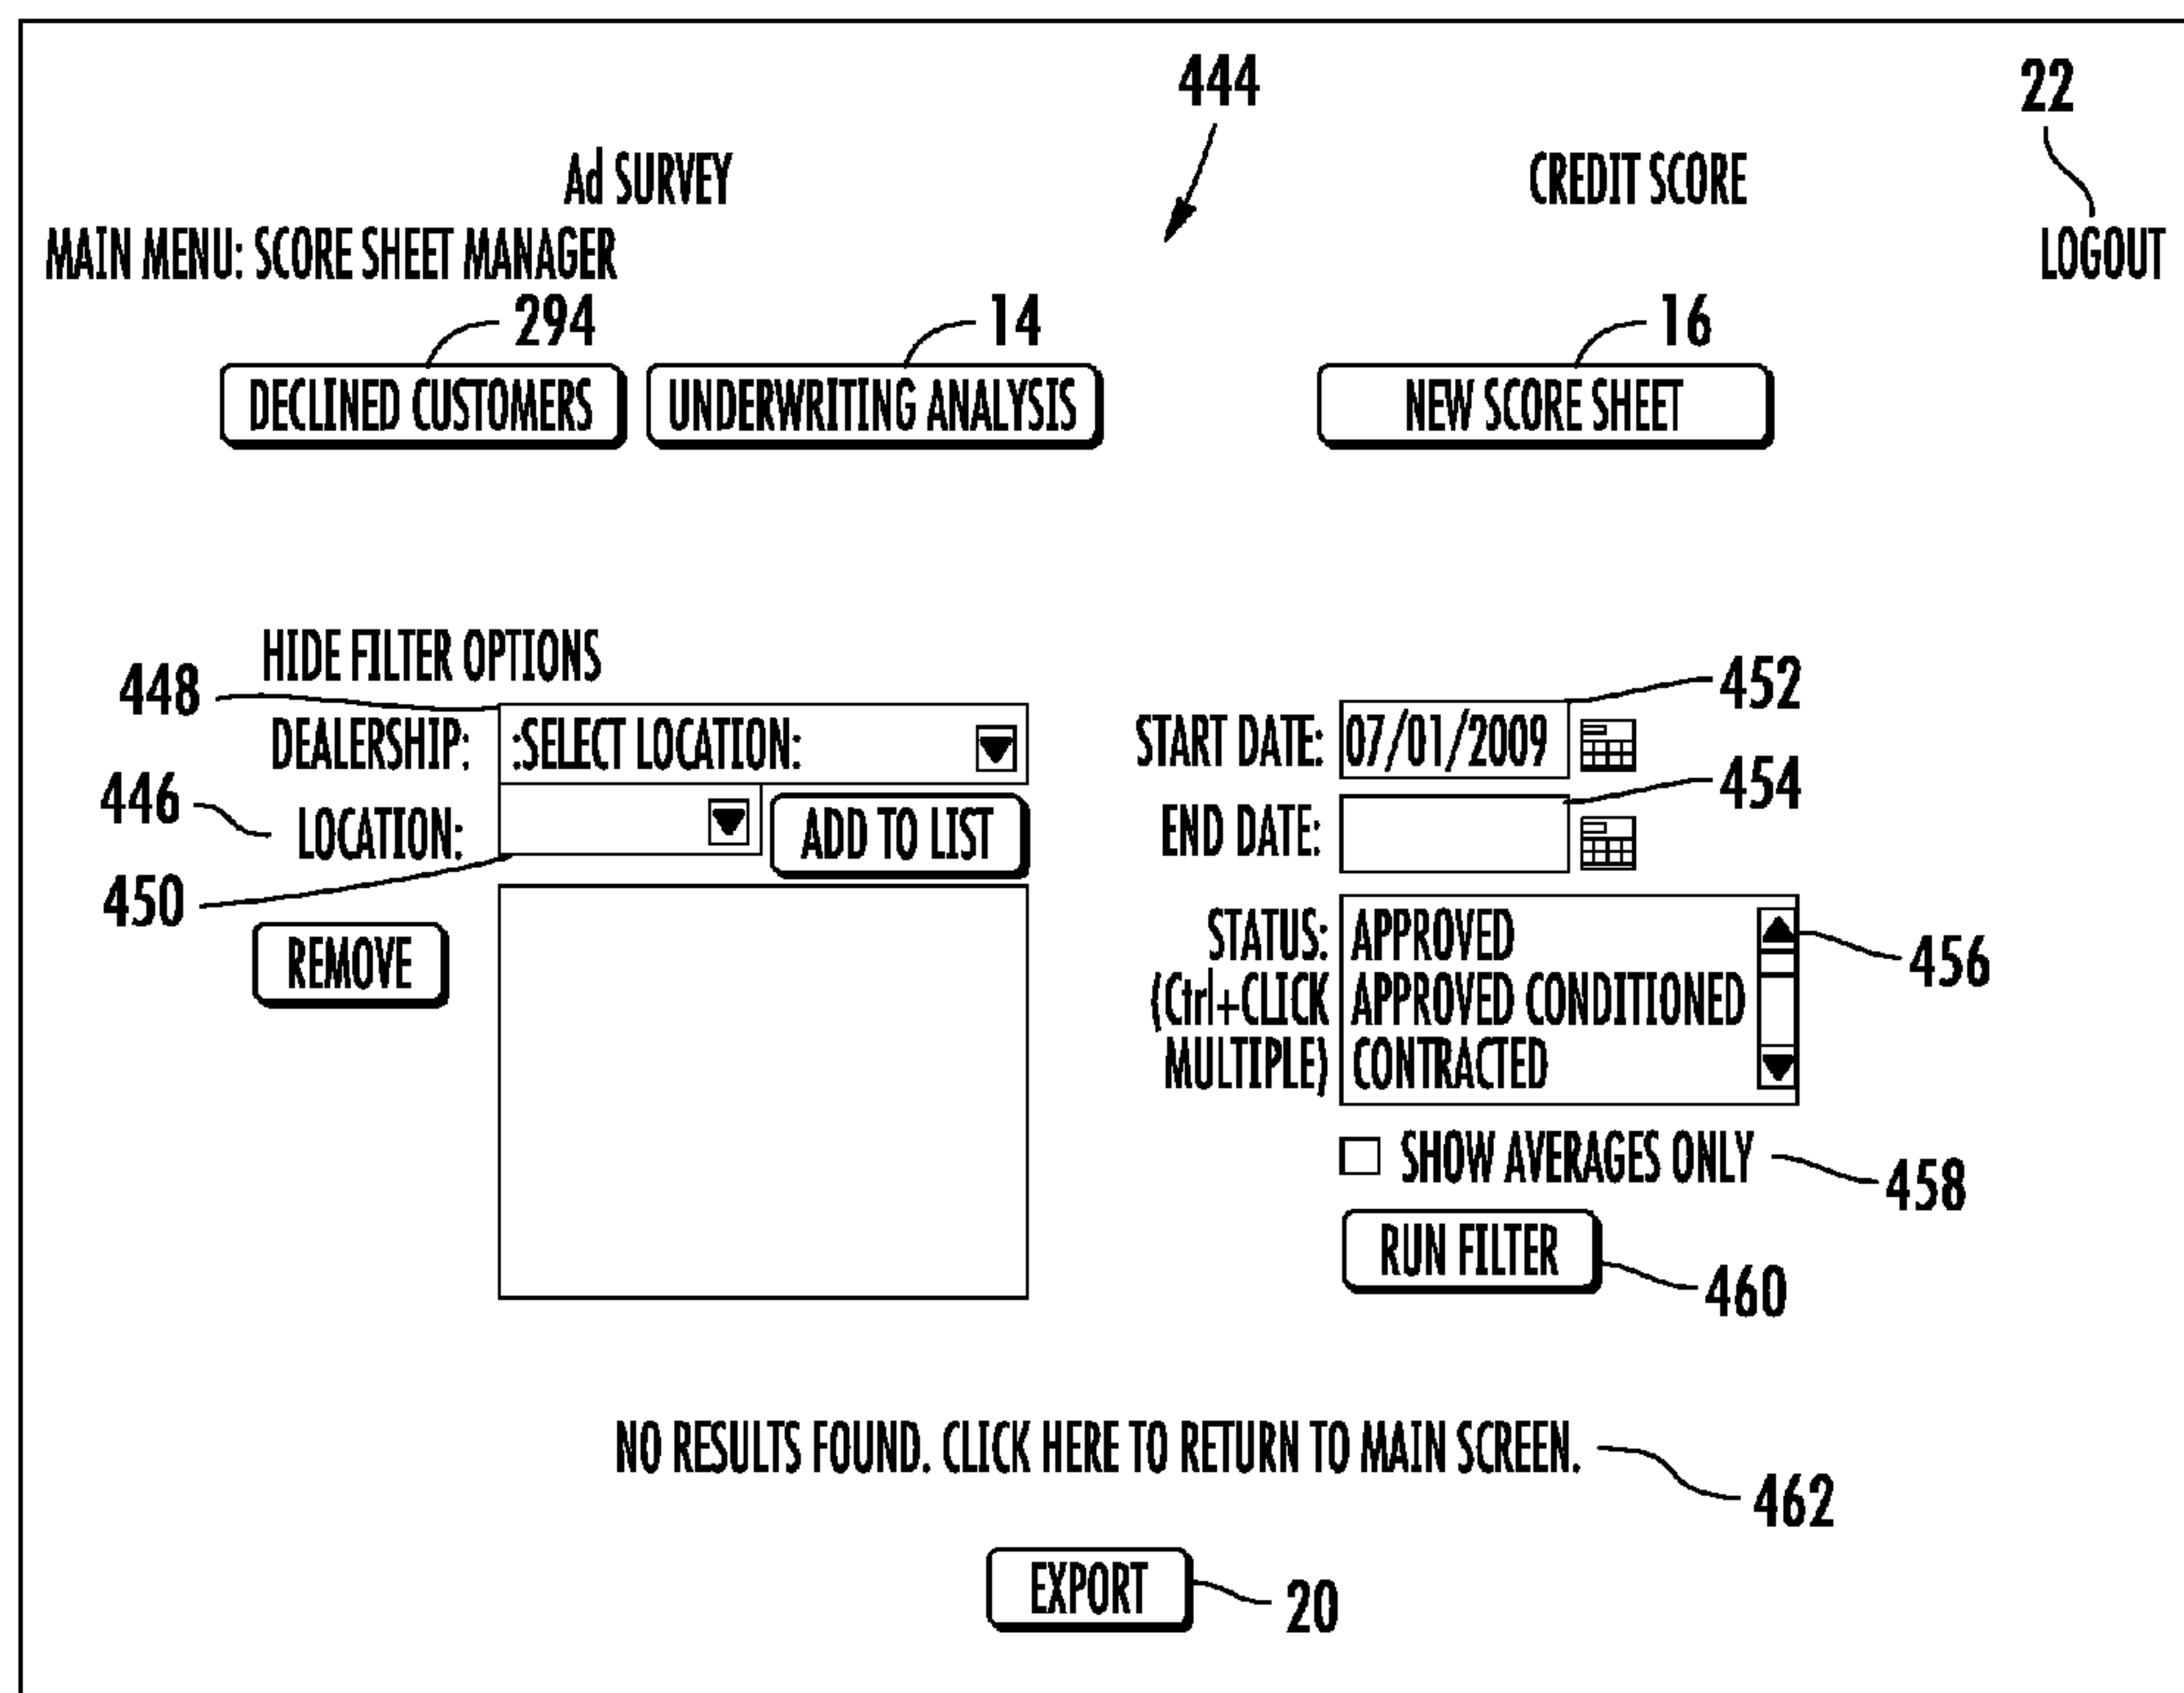 444
22
Ad SURVEY
CREDIT SCORE
MAIN MENU: SCORE SHEET MANAGER
LOGOUT
294
14
16
DECLINED CUSTOMERS
UNDERWRITING ANALYSIS
NEW SCORE SHEET
HIDE FILTER OPTIONS
448
DEALERSHIP: :SELECT LOCATION:
446
LOCATION:
ADD TO LIST
450
REMOVE
452
START DATE: 07/01/2009
454
END DATE:
STATUS: APPROVED
(Ctrl+CLICK APPROVED CONDITIONED
MULTIPLE) CONTRACTED
456
SHOW AVERAGES ONLY
458
RUN FILTER
460
NO RESULTS FOUND. CLICK HERE TO RETURN TO MAIN SCREEN.
462
EXPORT
20